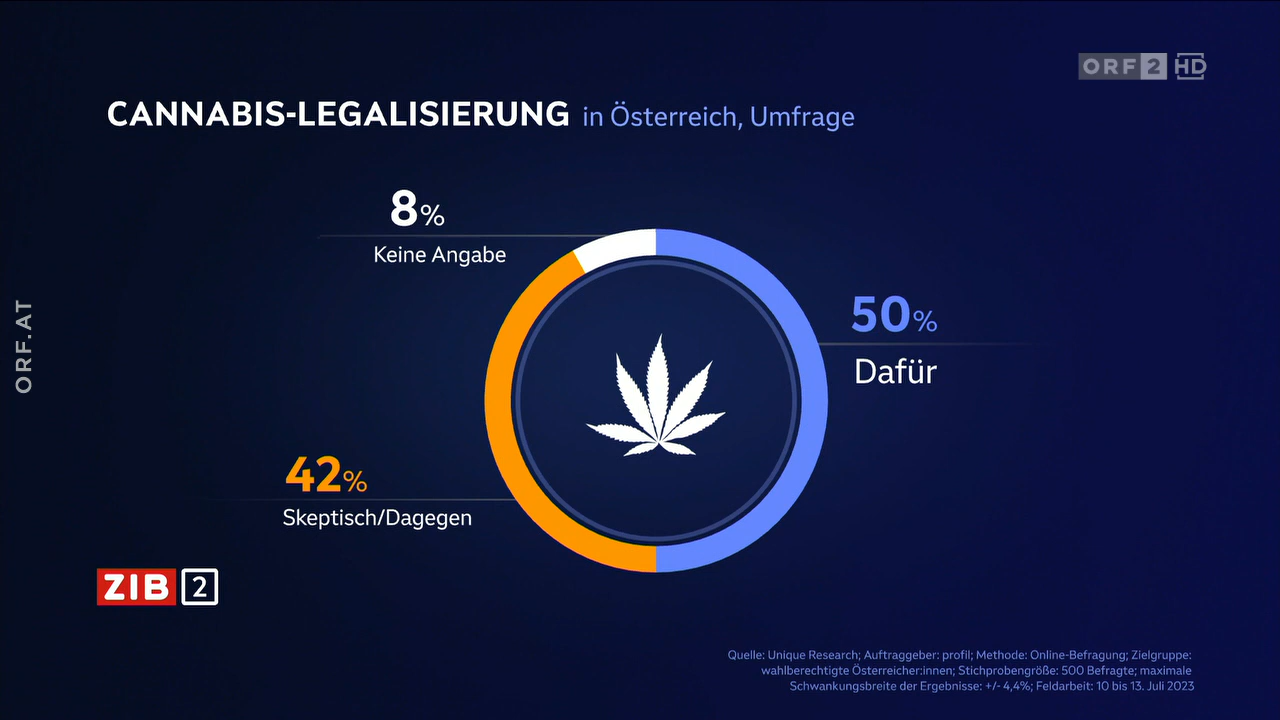 ORF 2 HD
CANNABIS-LEGALISIERUNG in Österreich, Umfrage
8%
Keine Angabe
50%
Dafür
ORF.AT
42%
Skeptisch/Dagegen
ZIB 2
Quelle: Unique Research; Auftraggeber: profil; Methode: Online-Befragung; Zielgruppe:
wahlberechtigte Österreicher:innen; Stichprobengröße: 500 Befragte; maximale
Schwankungsbreite der Ergebnisse: +/- 4,4%; Feldarbeit: 10 bis 13. Juli 2023